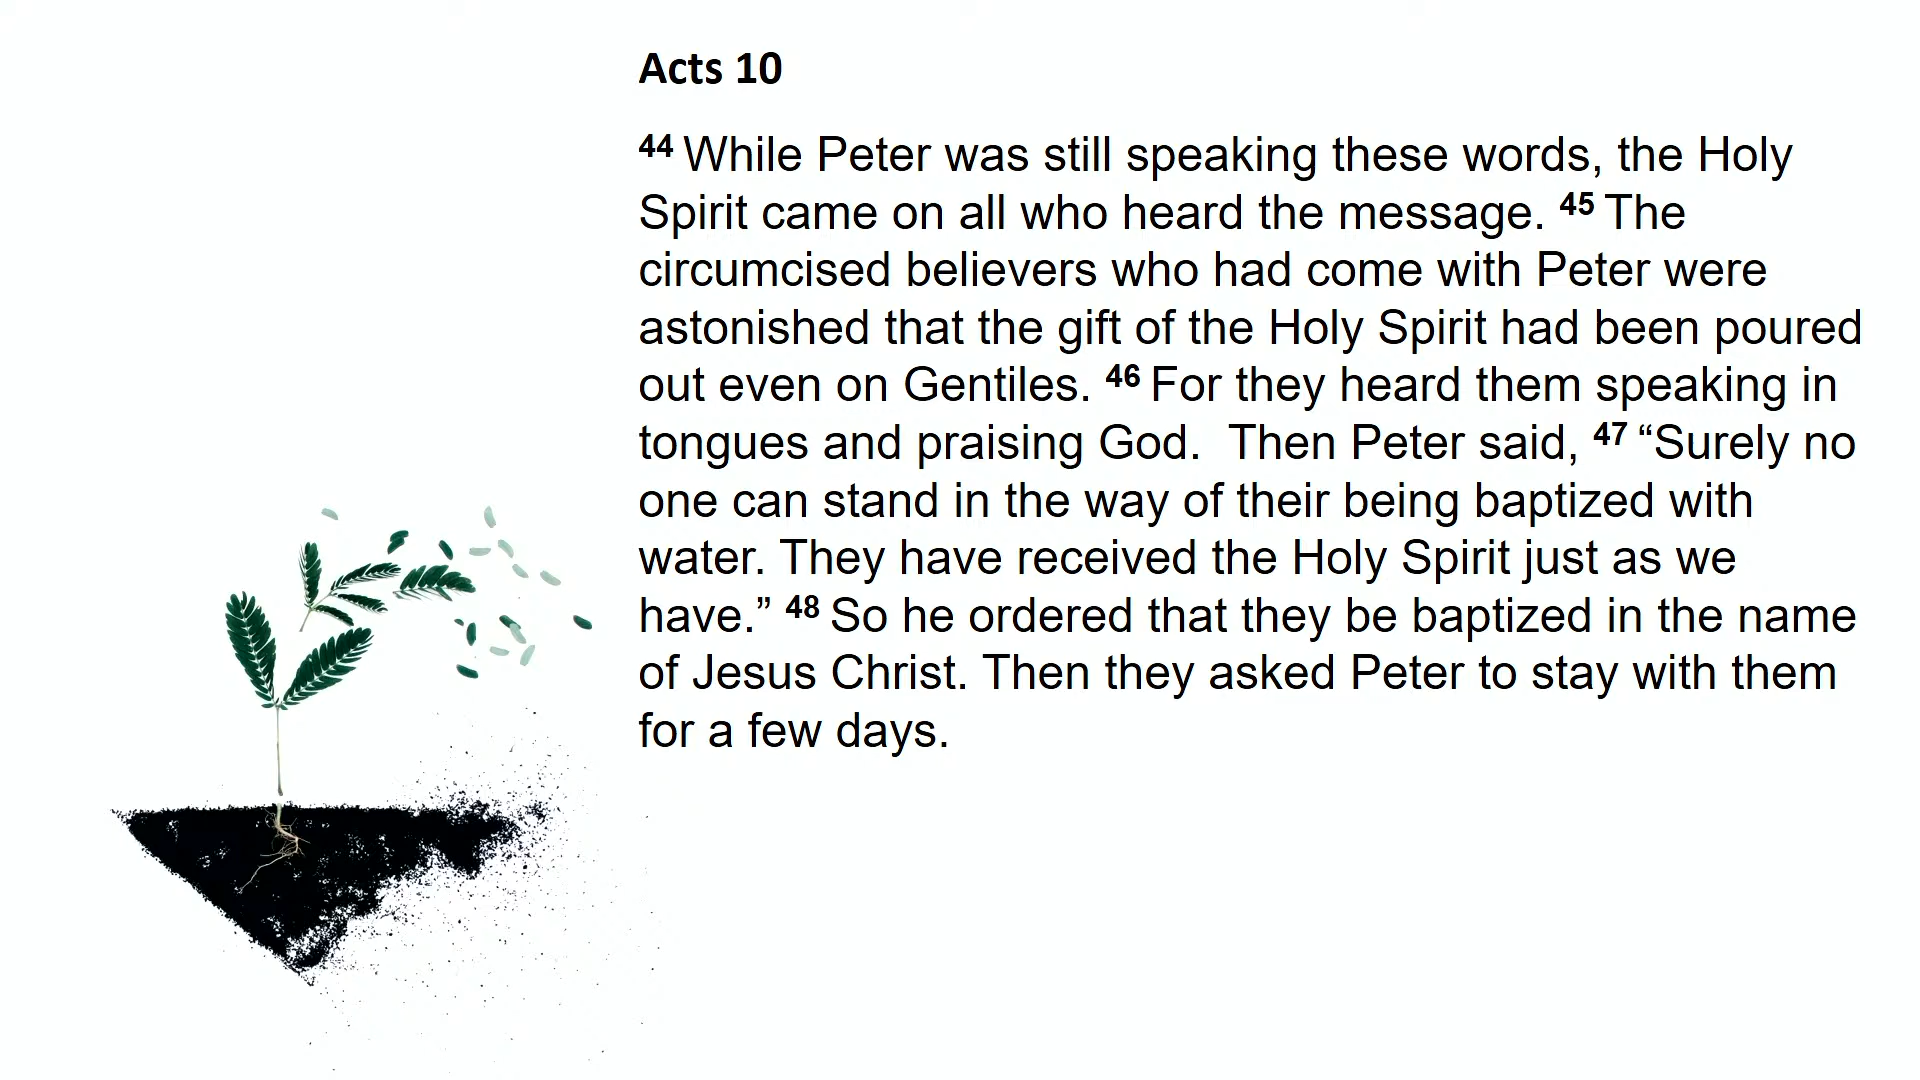 Acts 10
44 While Peter was still speaking these words, the Holy
Spirit came on all who heard the message. 45 The
circumcised believers who had come with Peter were
astonished that the gift of the Holy Spirit had been poured
out even on Gentiles. 46 For they heard them speaking in
tongues and praising God.  Then Peter said, 47 “Surely no
one can stand in the way of their being baptized with
water. They have received the Holy Spirit just as we
have.” 48 So he ordered that they be baptized in the name
of Jesus Christ. Then they asked Peter to stay with them
for a few days.